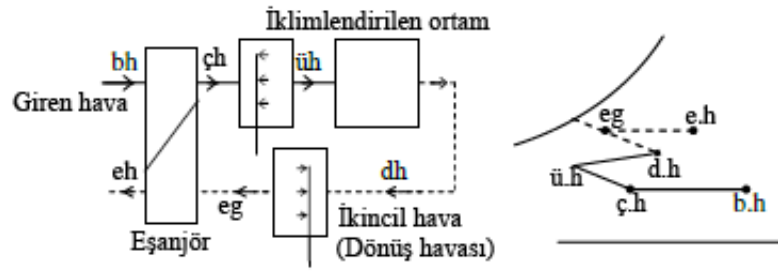 İklimlendirilen ortam
bh
çh
üh
Giren hava
eh
eg
dh
Eşanjör
İkincil hava
(Dönüş havası)
eg
e.h
d.h
ü.h
ç.h
b.h